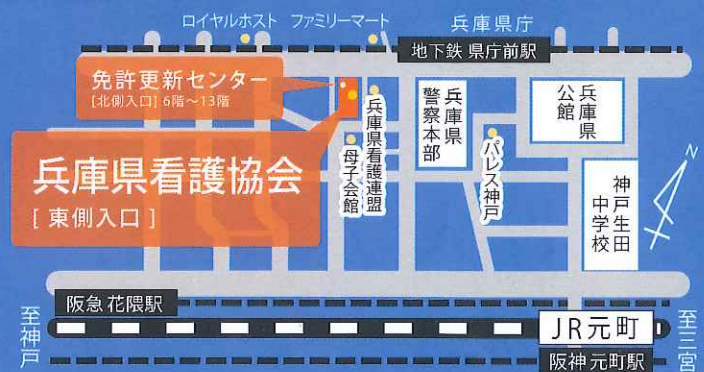 ロイヤルホスト
ファミリーマート
兵庫県庁
地下鉄 県庁前駅
免許更新センター
[北側入口] 6階～13階
兵庫県看護協会
[ 東側入口 ]
兵庫県看護連盟
母子会館
兵庫県
警察本部
パレス神戸
兵庫県
公館
神戸生田
中学校
N
阪急 花隈駅
至神戸
JR元町
至三宮
阪神 元町駅